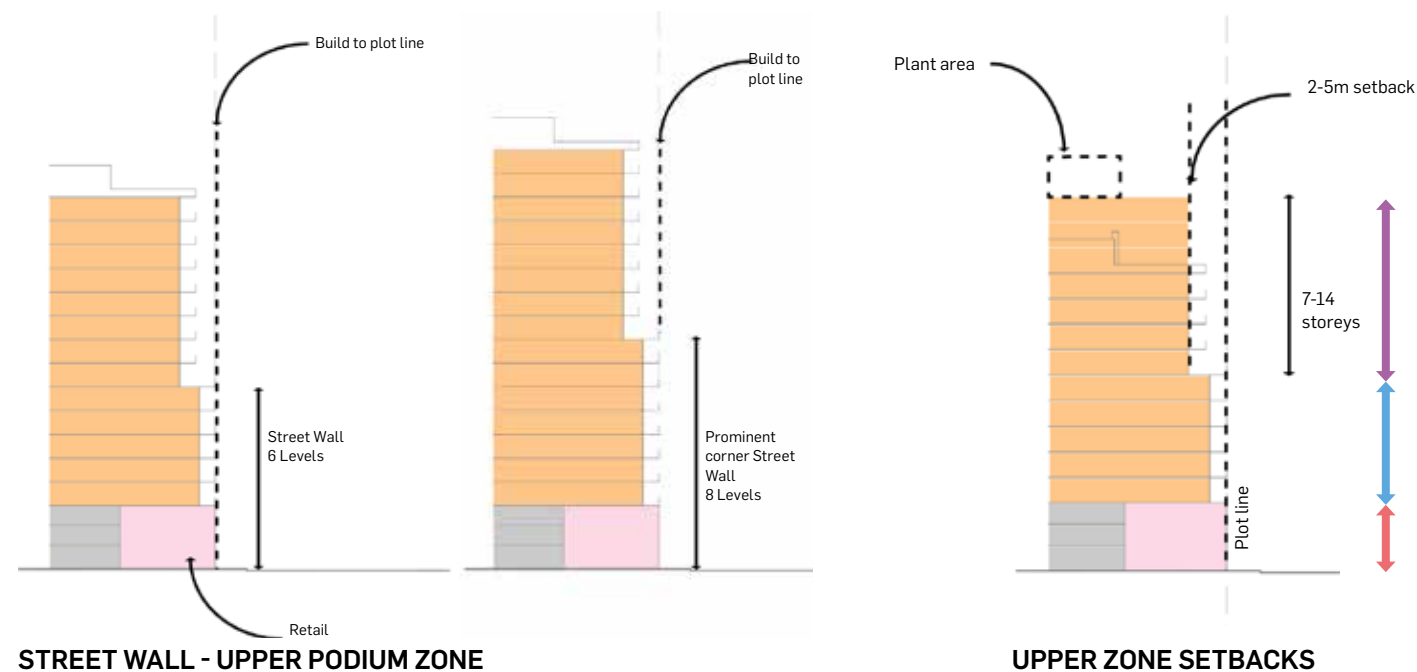 Build to plot line
Street Wall
6 Levels
Retail
Build to
plot line
Prominent
corner Street
Wall
8 Levels
STREET WALL - UPPER PODIUM ZONE
Plant area
2-5m setback
7-14
storeys
Plot line
UPPER ZONE SETBACKS